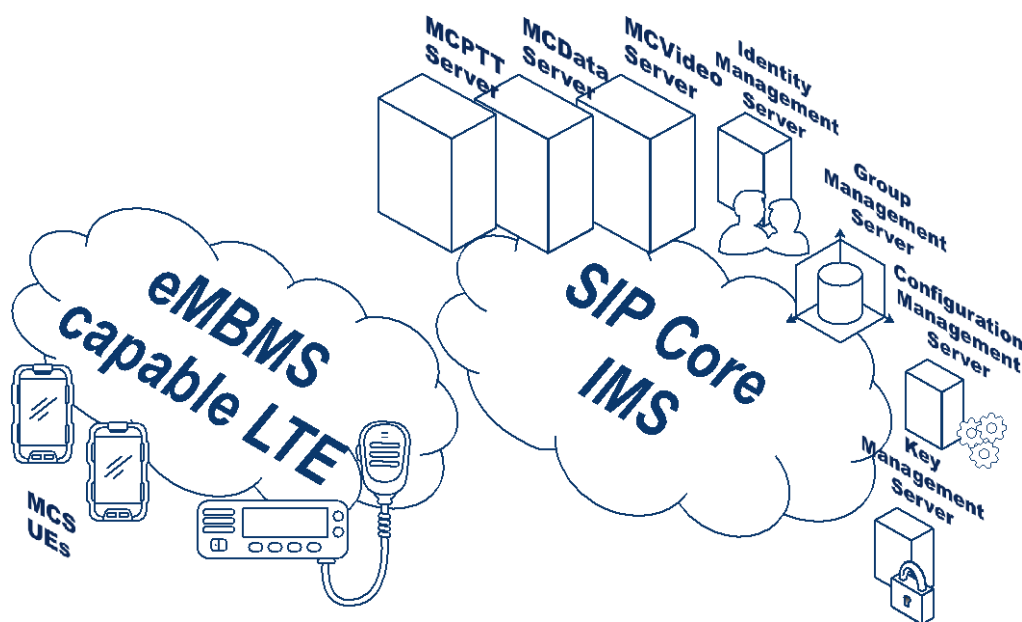 MCPTT
Server
MCData
Server
MCVideo
Server
Identity
Management
Server
Group
Management
Server
Configuration
Management
Server
Key
Management
Server
eMBMS
capable LTE
SIP Core
IMS
MCS
UEs